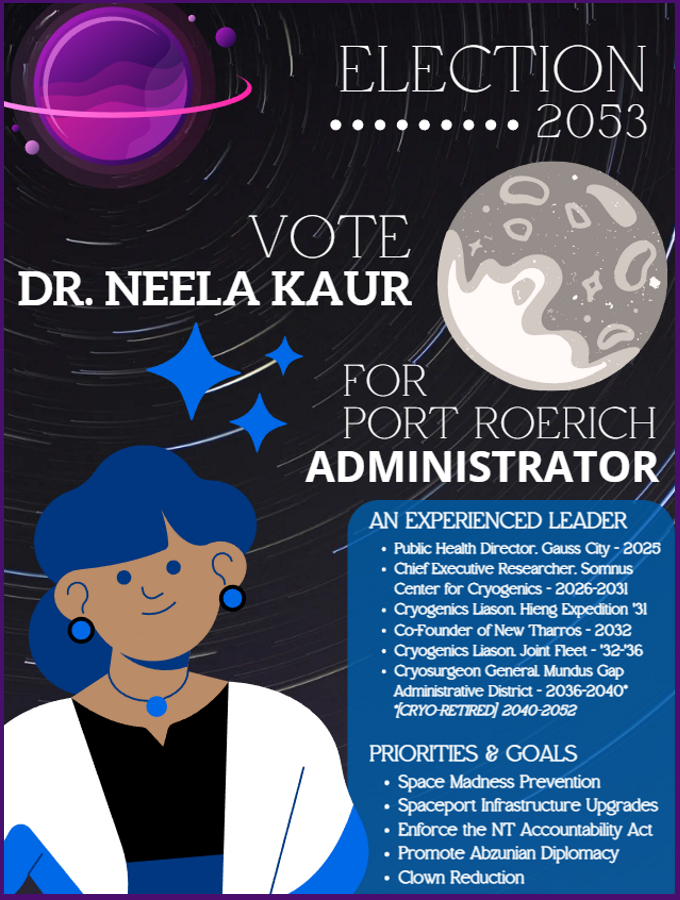 ELECTION
2053
VOTE
DR. NEELA KAUR
FOR
PORT ROERICH
ADMINISTRATOR
AN EXPERIENCED LEADER
• Public Health Director, Gauss City - 2025
• Chief Executive Researcher, Somnus
Center for Cryogenics - 2026-2031
• Cryogenics Liason, Hieng Expedition '31
• Co-Founder of New Tharros - 2032
• Cryogenics Liason, Joint Fleet - '32-'36
• Cryosurgeon General, Mundus Gap
Administrative District - 2036-2040*
*[CRYO-RETIRED] 2040-2052
PRIORITIES & GOALS
• Space Madness Prevention
• Spaceport Infrastructure Upgrades
• Enforce the NT Accountability Act
• Promote Abzunian Diplomacy
• Clown Reduction